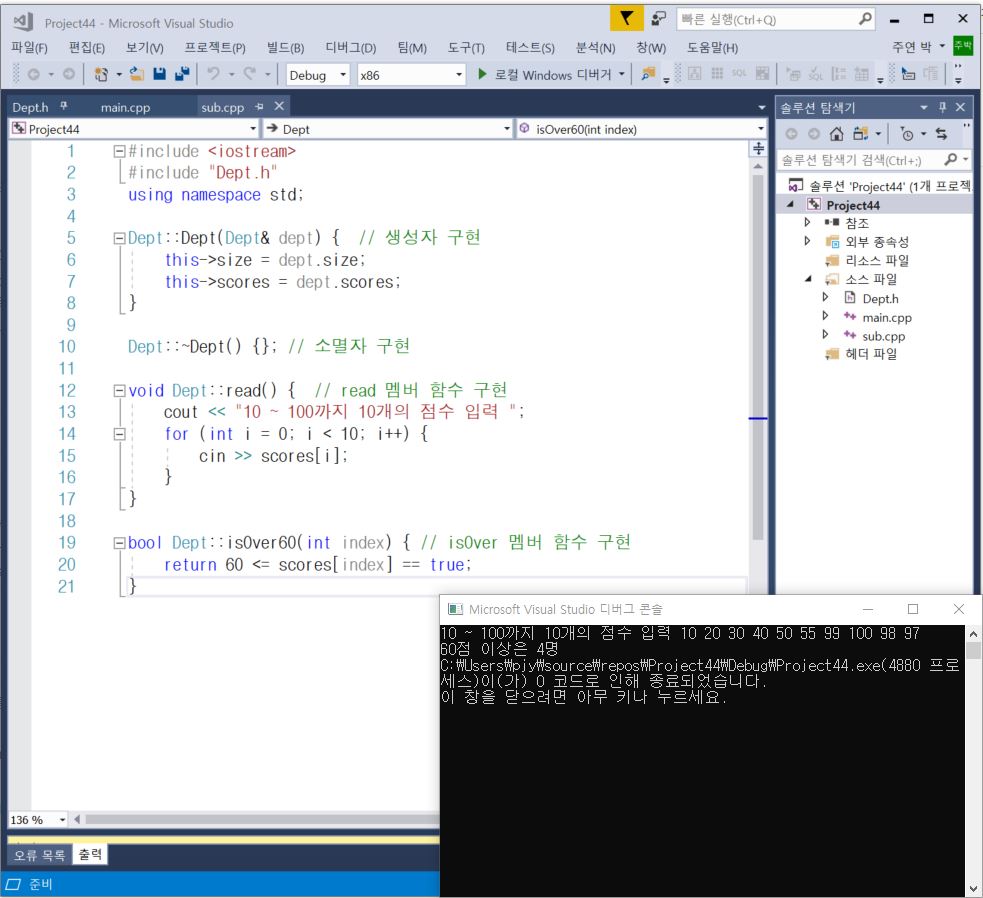 Project44 - Microsoft Visual Studio
빠른 실행(Ctrl+Q)
파일(F) 편집(E) 보기(V) 프로젝트(P) 빌드(B) 디버그(D) 팀(M) 도구(T) 테스트(S) 분석(N) 창(W) 도움말(H) 주연 박 주박
Debug x86 로컬 Windows 디버거
Dept.h main.cpp sub.cpp
Project44 Dept isOver60(int index)
1 #include <iostream>
2 #include "Dept.h"
3 using namespace std;
4
5 Dept::Dept(Dept& dept) { // 생성자 구현
6 this->size = dept.size;
7 this->scores = dept.scores;
8 }
9
10 Dept::~Dept() {}; // 소멸자 구현
11
12 void Dept::read() { // read 멤버 함수 구현
13 cout << "10 ~ 100까지 10개의 점수 입력 ";
14 for (int i = 0; i < 10; i++) {
15 cin >> scores[i];
16 }
17 }
18
19 bool Dept::isOver60(int index) { // isOver 멤버 함수 구현
20 return 60 <= scores[index] == true;
21 }
136 %
오류 목록 출력
준비
솔루션 탐색기
솔루션 탐색기 검색(Ctrl+;)
솔루션 'Project44' (1개 프로젝
Project44
참조
외부 종속성
리소스 파일
소스 파일
Dept.h
main.cpp
sub.cpp
헤더 파일
Microsoft Visual Studio 디버그 콘솔
10 ~ 100까지 10개의 점수 입력 10 20 30 40 50 55 99 100 98 97
60점 이상은 4명
C:₩Users₩pjy₩source₩repos₩Project44₩Debug₩Project44.exe(4880 프로
세스)이(가) 0 코드로 인해 종료되었습니다.
이 창을 닫으려면 아무 키나 누르세요.